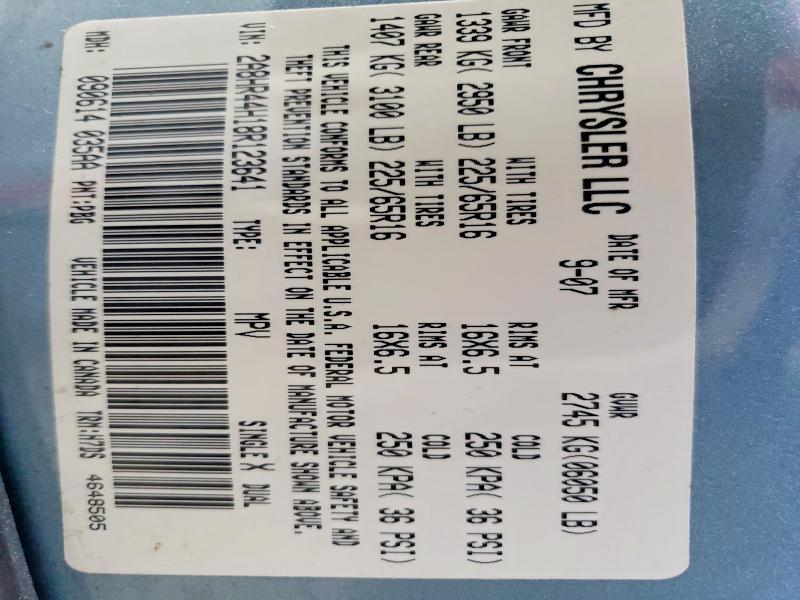 MFD BY CHRYSLER LLC DATE OF MFR 9-07 GVWR 2745 KG(06050 LB)
GAWR FRONT WITH TIRES RIMS AT COLD
1339 KG( 2950 LB) 225/65R16 16X6.5 250 KPA( 36 PSI)
GAWR REAR WITH TIRES RIMS AT COLD
1407 KG( 3100 LB) 225/65R16 16X6.5 250 KPA( 36 PSI)
THIS VEHICLE CONFORMS TO ALL APPLICABLE U.S.A. FEDERAL MOTOR VEHICLE SAFETY AND
THEFT PREVENTION STANDARDS IN EFFECT ON THE DATE OF MANUFACTURE SHOWN ABOVE.
VIN: 2A8HR44H18R123641 TYPE: MPV SINGLE X DUAL
MDH: 090614 035AA PNT:PBG VEHICLE MADE IN CANADA TRM:H7DS 4648505